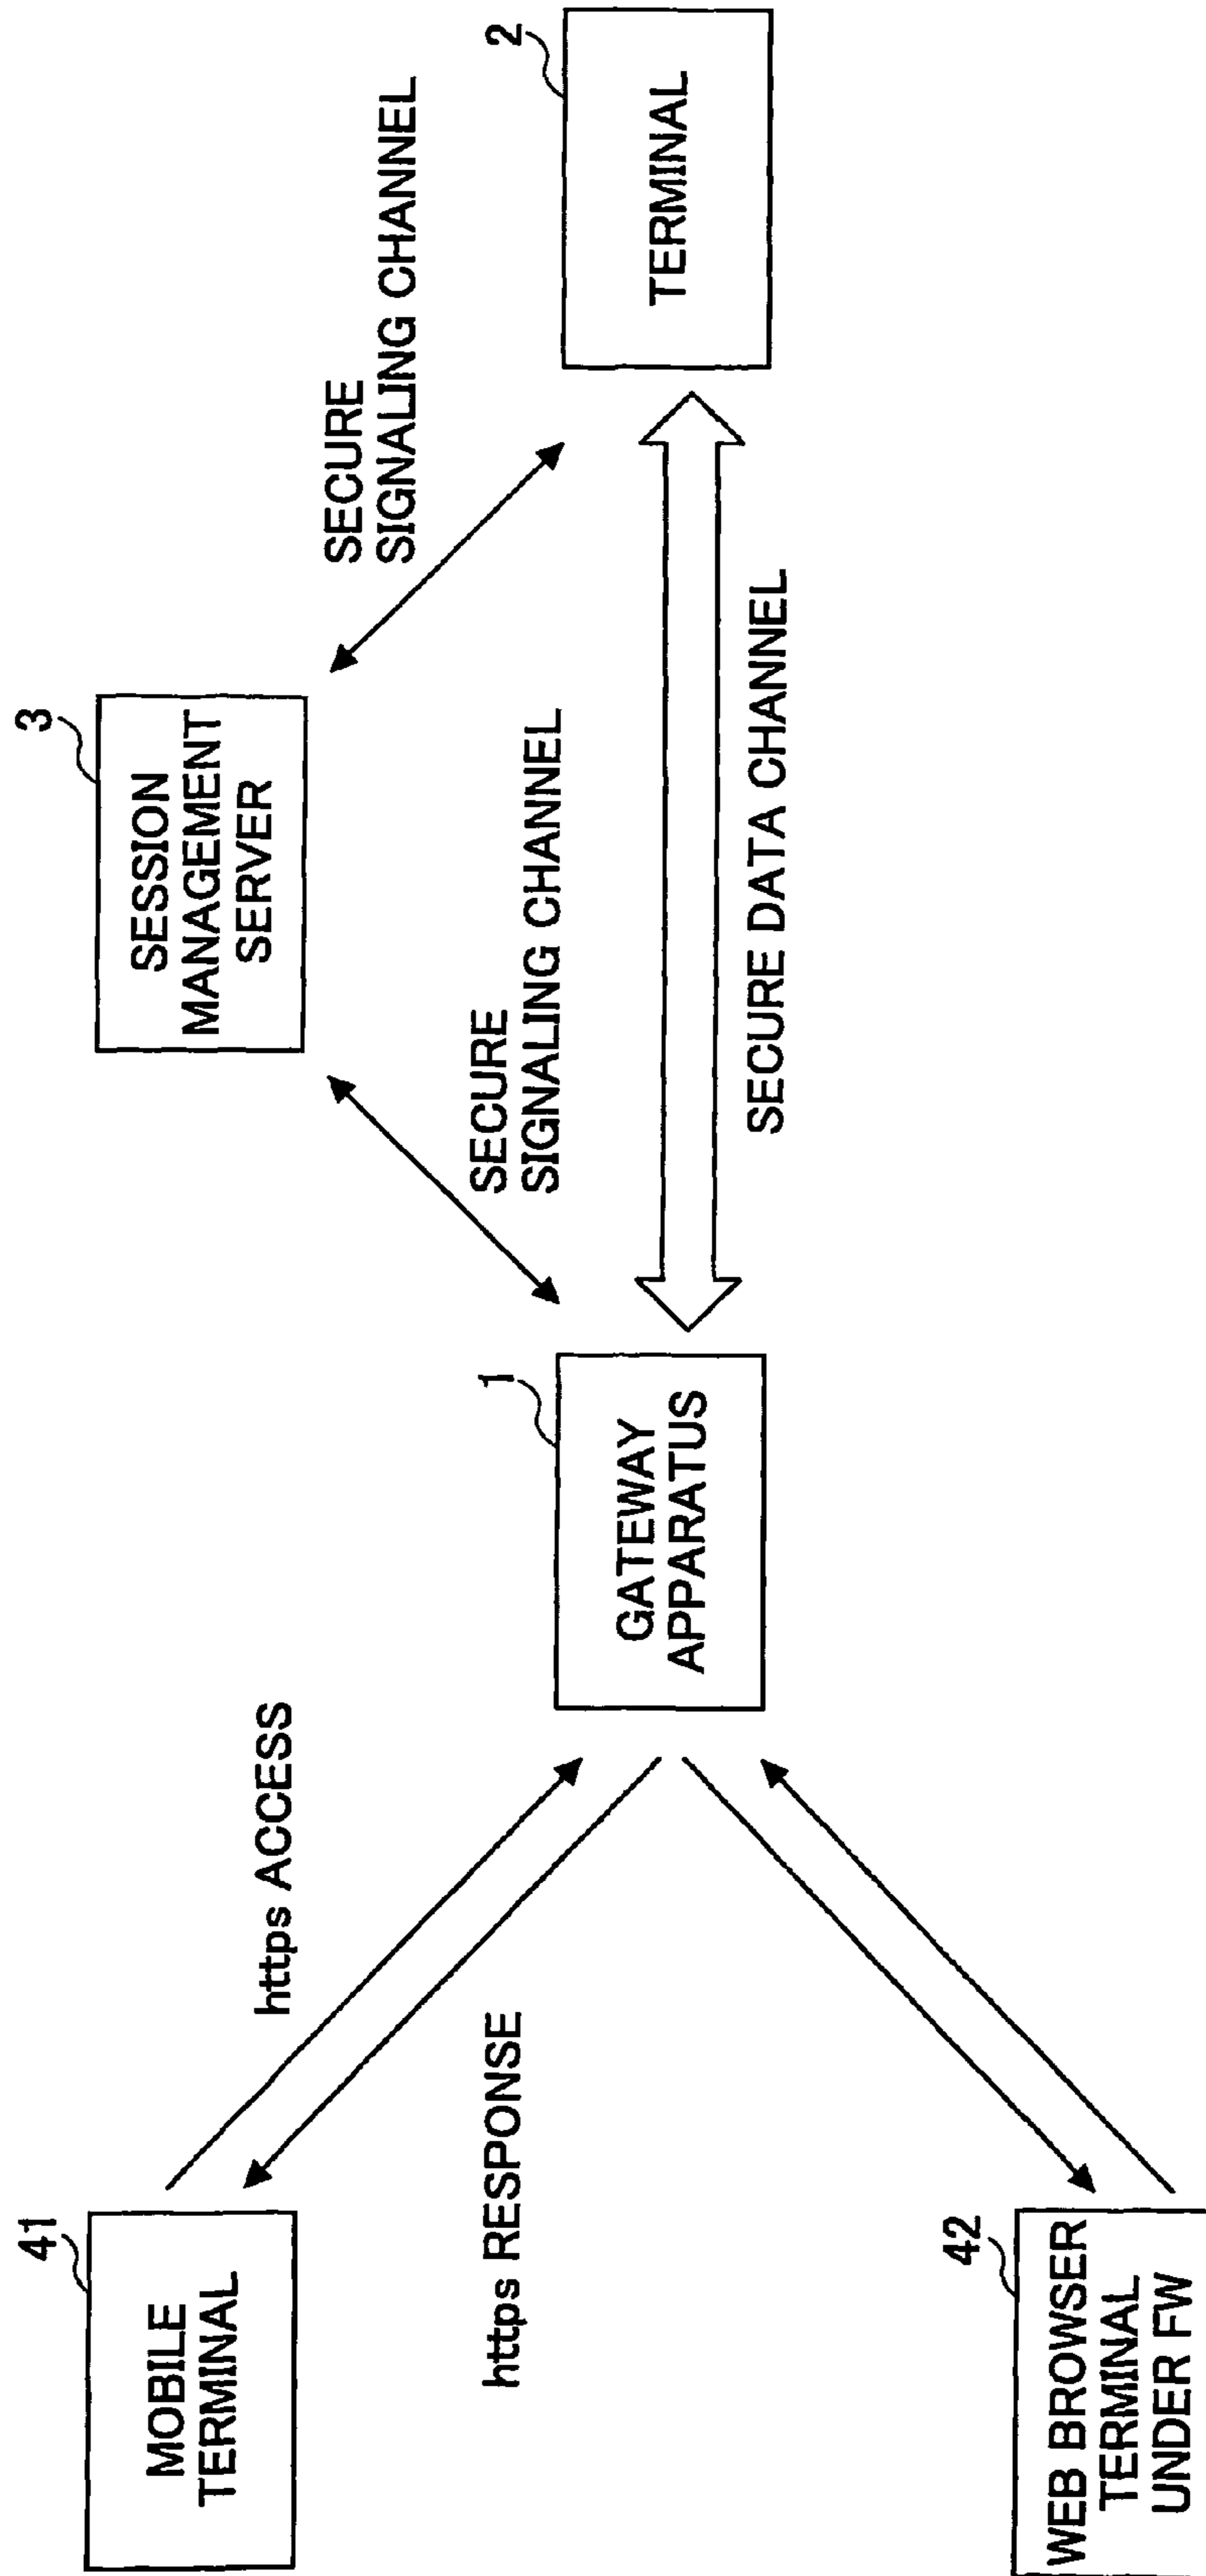 41
MOBILE
TERMINAL
https ACCESS
https RESPONSE
42
WEB BROWSER
TERMINAL
UNDER FW
1
GATEWAY
APPARATUS
3
SESSION
MANAGEMENT
SERVER
SECURE
SIGNALING CHANNEL
SECURE
SIGNALING CHANNEL
SECURE DATA CHANNEL
2
TERMINAL